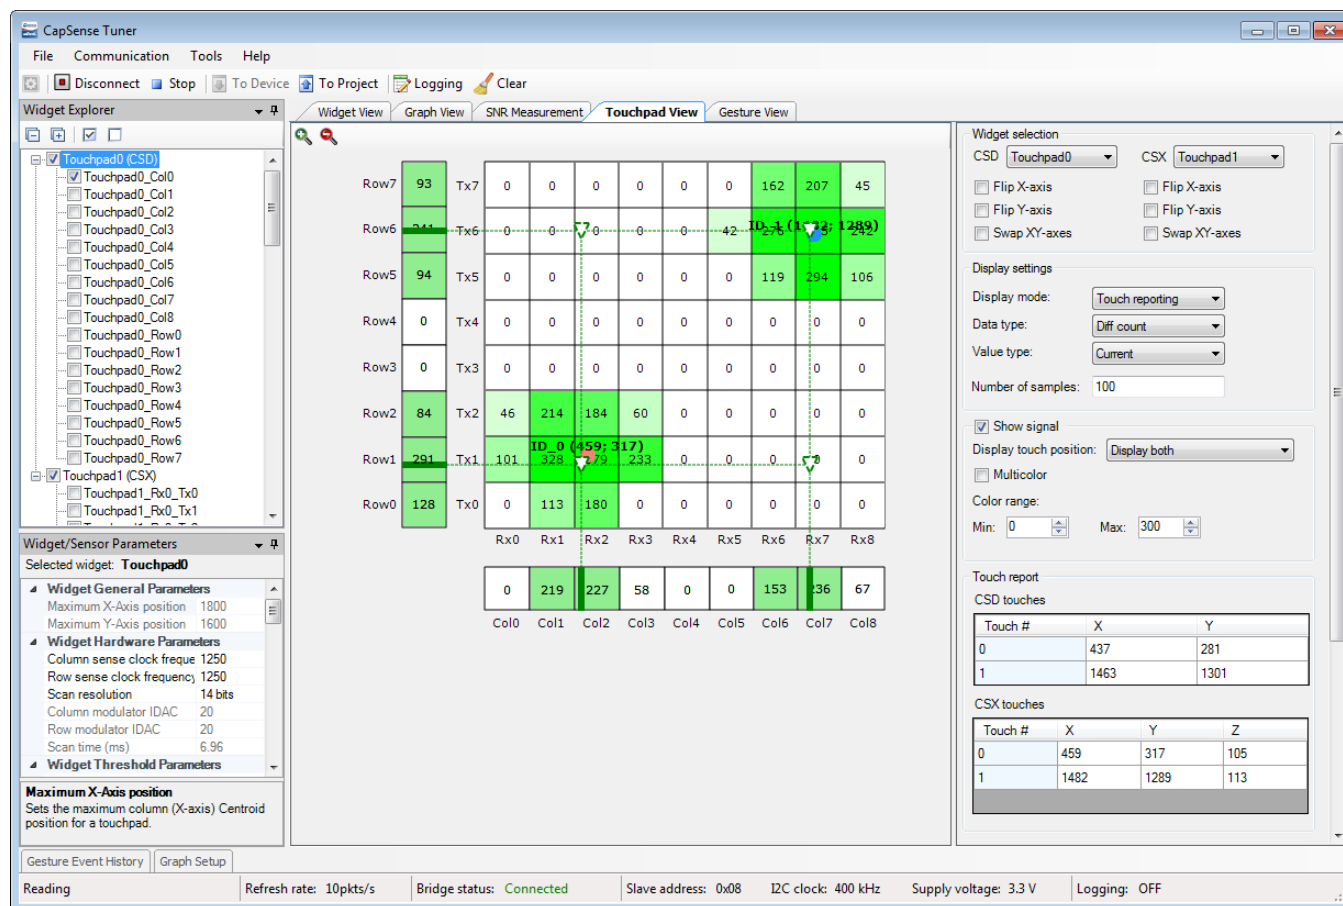 CapSense Tuner
File Communication Tools Help
Disconnect Stop To Device To Project Logging Clear
Widget Explorer
Touchpad0 (CSD)
Touchpad0_Col0
Touchpad0_Col1
Touchpad0_Col2
Touchpad0_Col3
Touchpad0_Col4
Touchpad0_Col5
Touchpad0_Col6
Touchpad0_Col7
Touchpad0_Col8
Touchpad0_Row0
Touchpad0_Row1
Touchpad0_Row2
Touchpad0_Row3
Touchpad0_Row4
Touchpad0_Row5
Touchpad0_Row6
Touchpad0_Row7
Touchpad1 (CSX)
Touchpad1_Rx0_Tx0
Touchpad1_Rx0_Tx1
Widget/Sensor Parameters
Selected widget: Touchpad0
Widget General Parameters
Maximum X-Axis position 1800
Maximum Y-Axis position 1600
Widget Hardware Parameters
Column sense clock freque 1250
Row sense clock frequency 1250
Scan resolution 14 bits
Column modulator IDAC 20
Row modulator IDAC 20
Scan time (ms) 6.96
Widget Threshold Parameters
Maximum X-Axis position
Sets the maximum column (X-axis) Centroid
position for a touchpad.
Widget View Graph View SNR Measurement Touchpad View Gesture View
Row7 93 Tx7 0 0 0 0 0 0 162 207 45
Row6 241 Tx6 0 0 0 0 42 276 242
ID_1 (1482; 1289)
Row5 94 Tx5 0 0 0 0 0 0 119 294 106
Row4 0 Tx4 0 0 0 0 0 0 0 0 0
Row3 0 Tx3 0 0 0 0 0 0 0 0 0
Row2 84 Tx2 46 214 184 60 0 0 0 0 0
ID_0 (459; 317)
Row1 291 Tx1 101 328 279 233 0 0 0 0
Row0 128 Tx0 0 113 180 0 0 0 0 0 0
Rx0 Rx1 Rx2 Rx3 Rx4 Rx5 Rx6 Rx7 Rx8
0 219 227 58 0 0 153 236 67
Col0 Col1 Col2 Col3 Col4 Col5 Col6 Col7 Col8
Widget selection
CSD Touchpad0 CSX Touchpad1
Flip X-axis Flip X-axis
Flip Y-axis Flip Y-axis
Swap XY-axes Swap XY-axes
Display settings
Display mode: Touch reporting
Data type: Diff count
Value type: Current
Number of samples: 100
Show signal
Display touch position: Display both
Multicolor
Color range:
Min: 0 Max: 300
Touch report
CSD touches
Touch # X Y
0 437 281
1 1463 1301
CSX touches
Touch # X Y Z
0 459 317 105
1 1482 1289 113
Gesture Event History Graph Setup
Reading Refresh rate: 10pkts/s Bridge status: Connected Slave address: 0x08 I2C clock: 400 kHz Supply voltage: 3.3 V Logging: OFF